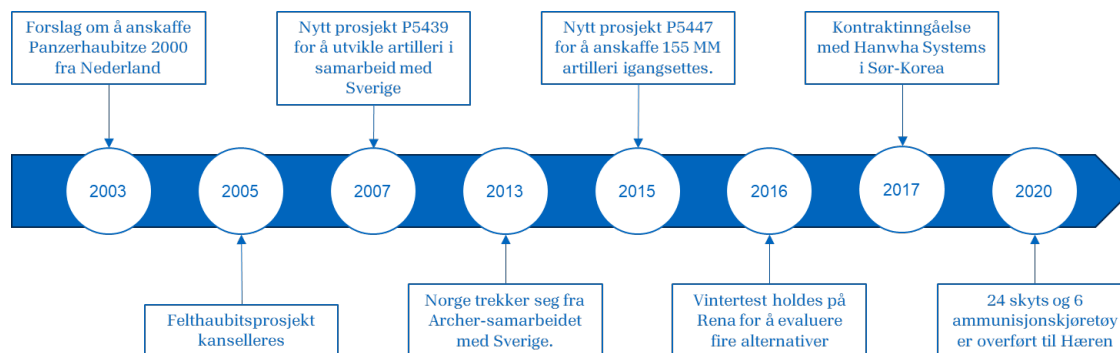 Forslag om å anskaffe
Panzerhaubitze 2000
fra Nederland
Nytt prosjekt P5439
for å utvikle artilleri i
samarbeid med
Sverige
Nytt prosjekt P5447
for å anskaffe 155 MM
artilleri igangsettes.
Kontraktinngåelse
med Hanwha Systems
i Sør-Korea
2003
2005
2007
2013
2015
2016
2017
2020
Felthaubitsprosjekt
kanselleres
Norge trekker seg fra
Archer-samarbeidet
med Sverige.
Vintertest holdes på
Rena for å evaluere
fire alternativer
24 skyts og 6
ammunisjonskjøretøy
er overført til Hæren